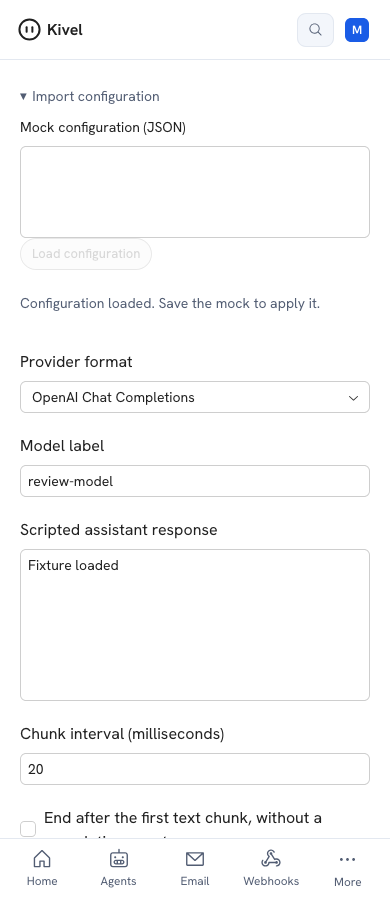 Kivel
M
▾ Import configuration
Mock configuration (JSON)
Load configuration
Configuration loaded. Save the mock to apply it.
Provider format
OpenAI Chat Completions
Model label
review-model
Scripted assistant response
Fixture loaded
Chunk interval (milliseconds)
20
End after the first text chunk, without a
Home
Agents
Email
Webhooks
More